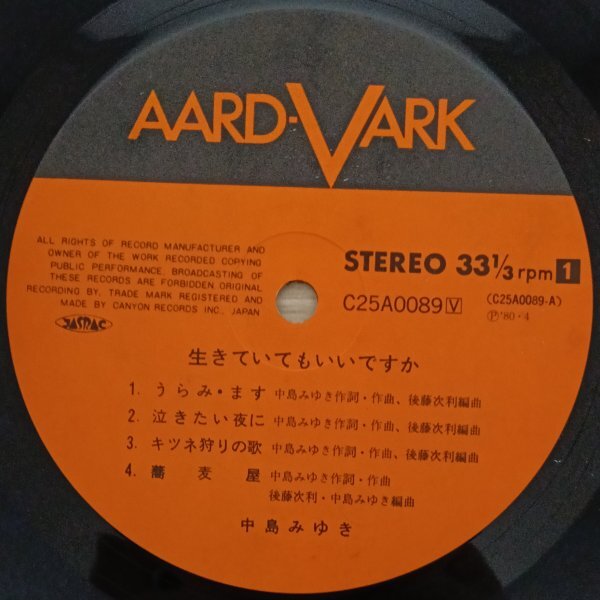 AARD-VARK
ALL RIGHTS OF RECORD MANUFACTURER AND
OWNER OF THE WORK RECORDED COPYING
PUBLIC PERFORMANCE, BROADCASTING OF
THESE RECORDS ARE FORBIDDEN ORIGINAL
RECORDING BY, TRADE MARK REGISTERED AND
MADE BY CANYON RECORDS INC., JAPAN
JASRAC
STEREO 33 1/3 rpm 1
C25A0089 V (C25A0089-A)
Ⓟ'80・4
生きていてもいいですか
1. うらみ・ます 中島みゆき作詞・作曲、後藤次利編曲
2. 泣きたい夜に 中島みゆき作詞・作曲、後藤次利編曲
3. キツネ狩りの歌 中島みゆき作詞・作曲、後藤次利編曲
4. 蕎麦屋 中島みゆき作詞・作曲
後藤次利・中島みゆき編曲
中島みゆき